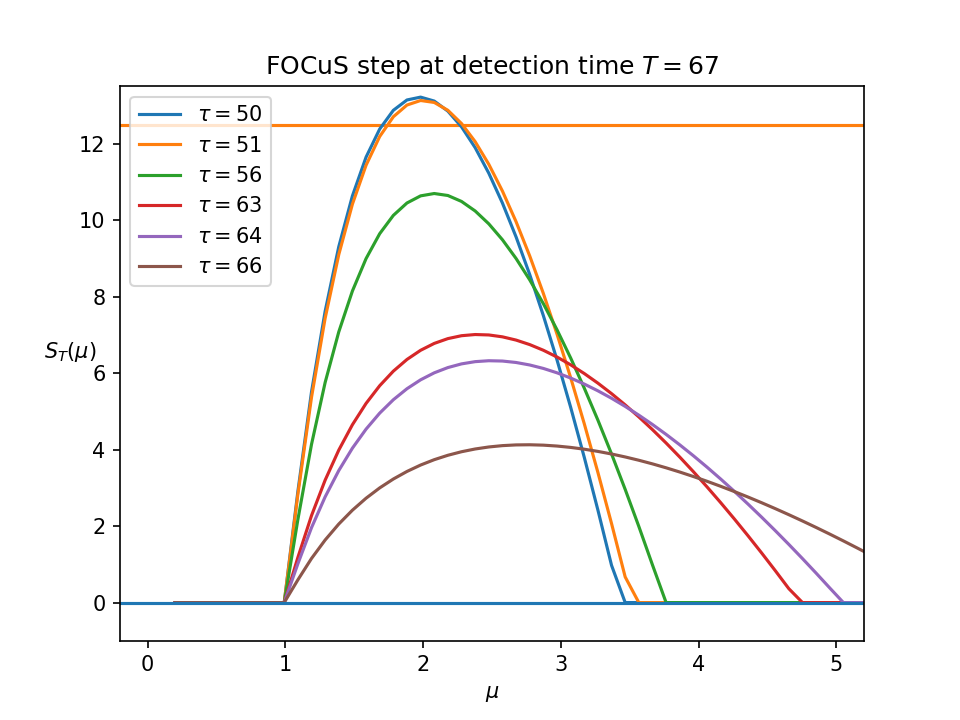 FOCuS step at detection time T = 67
τ = 50
τ = 51
τ = 56
τ = 63
τ = 64
τ = 66
12
10
8
6
4
2
0
S_T(μ)
0 1 2 3 4 5
μ